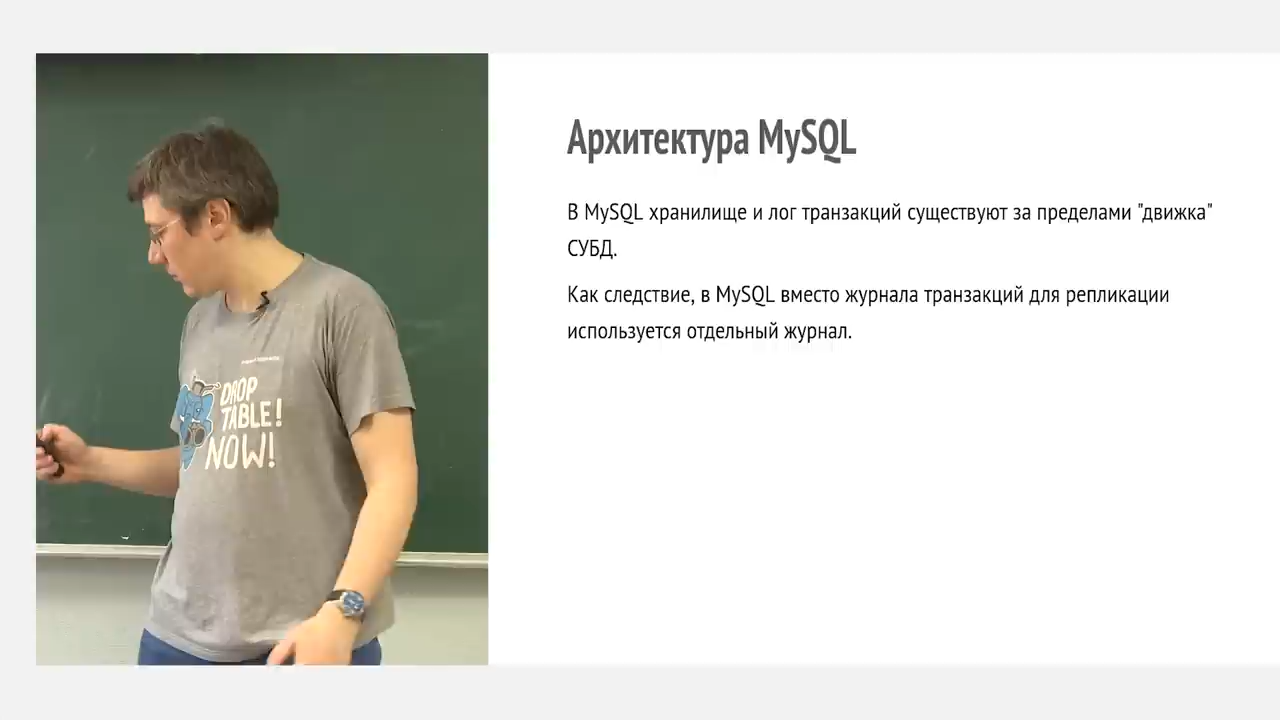 Архитектура MySQL
В MySQL хранилище и лог транзакций существуют за пределами "движка"
СУБД.
Как следствие, в MySQL вместо журнала транзакций для репликации
используется отдельный журнал.
DROP
TABLE!
NOW!